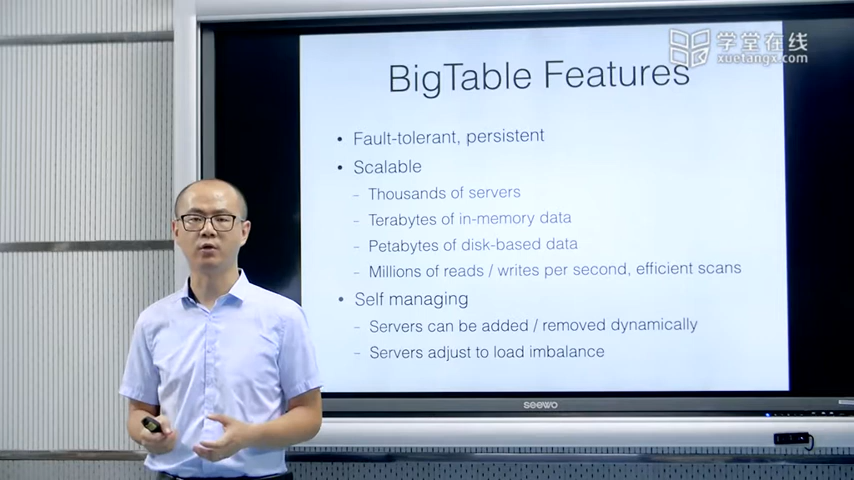 学堂在线
xuetangx.com
BigTable Features
• Fault-tolerant, persistent
• Scalable
– Thousands of servers
– Terabytes of in-memory data
– Petabytes of disk-based data
– Millions of reads / writes per second, efficient scans
• Self managing
– Servers can be added / removed dynamically
– Servers adjust to load imbalance
seewo